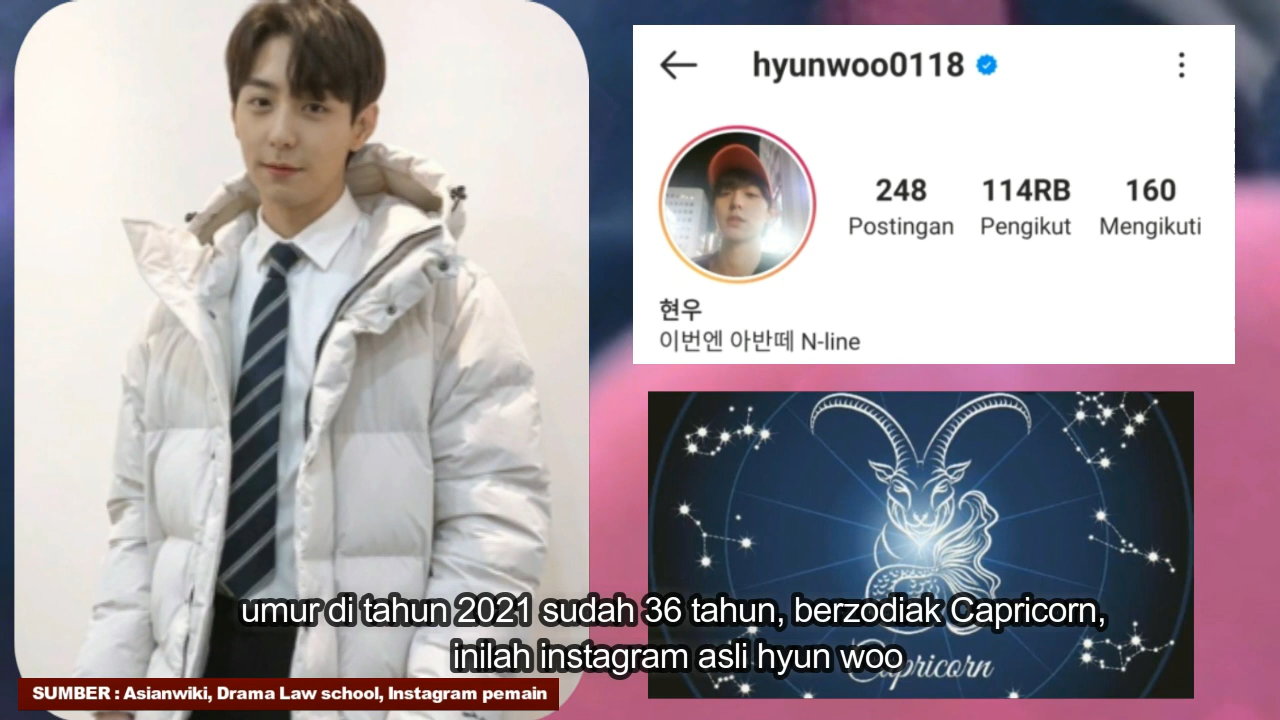 hyunwoo0118
248 114RB 160
Postingan Pengikut Mengikuti
현우
이번엔 아반떼 N-line
umur di tahun 2021 sudah 36 tahun, berzodiak Capricorn,
inilah instagram asli hyun woo
Capricorn
SUMBER : Asianwiki, Drama Law school, Instagram pemain